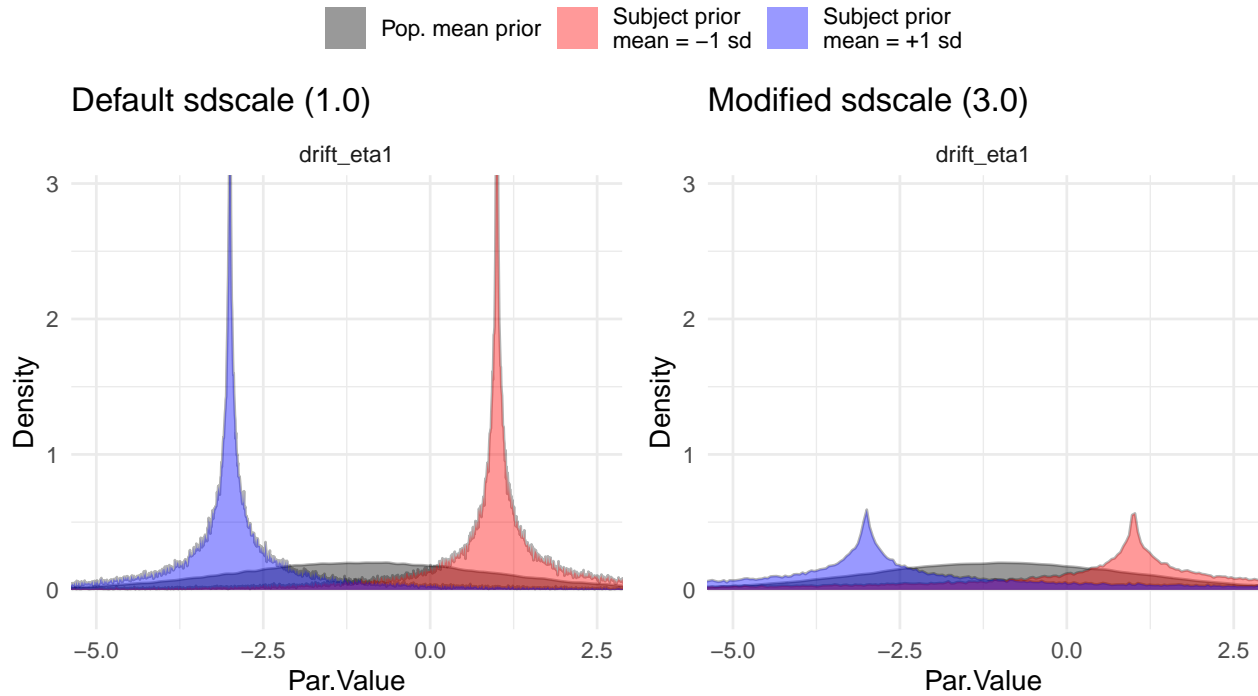 Pop. mean prior
Subject prior
mean = −1 sd
Subject prior
mean = +1 sd
Default sdscale (1.0)
drift_eta1
Density
3
2
1
0
−5.0
−2.5
0.0
2.5
Par.Value
Modified sdscale (3.0)
drift_eta1
Density
3
2
1
0
−5.0
−2.5
0.0
2.5
Par.Value